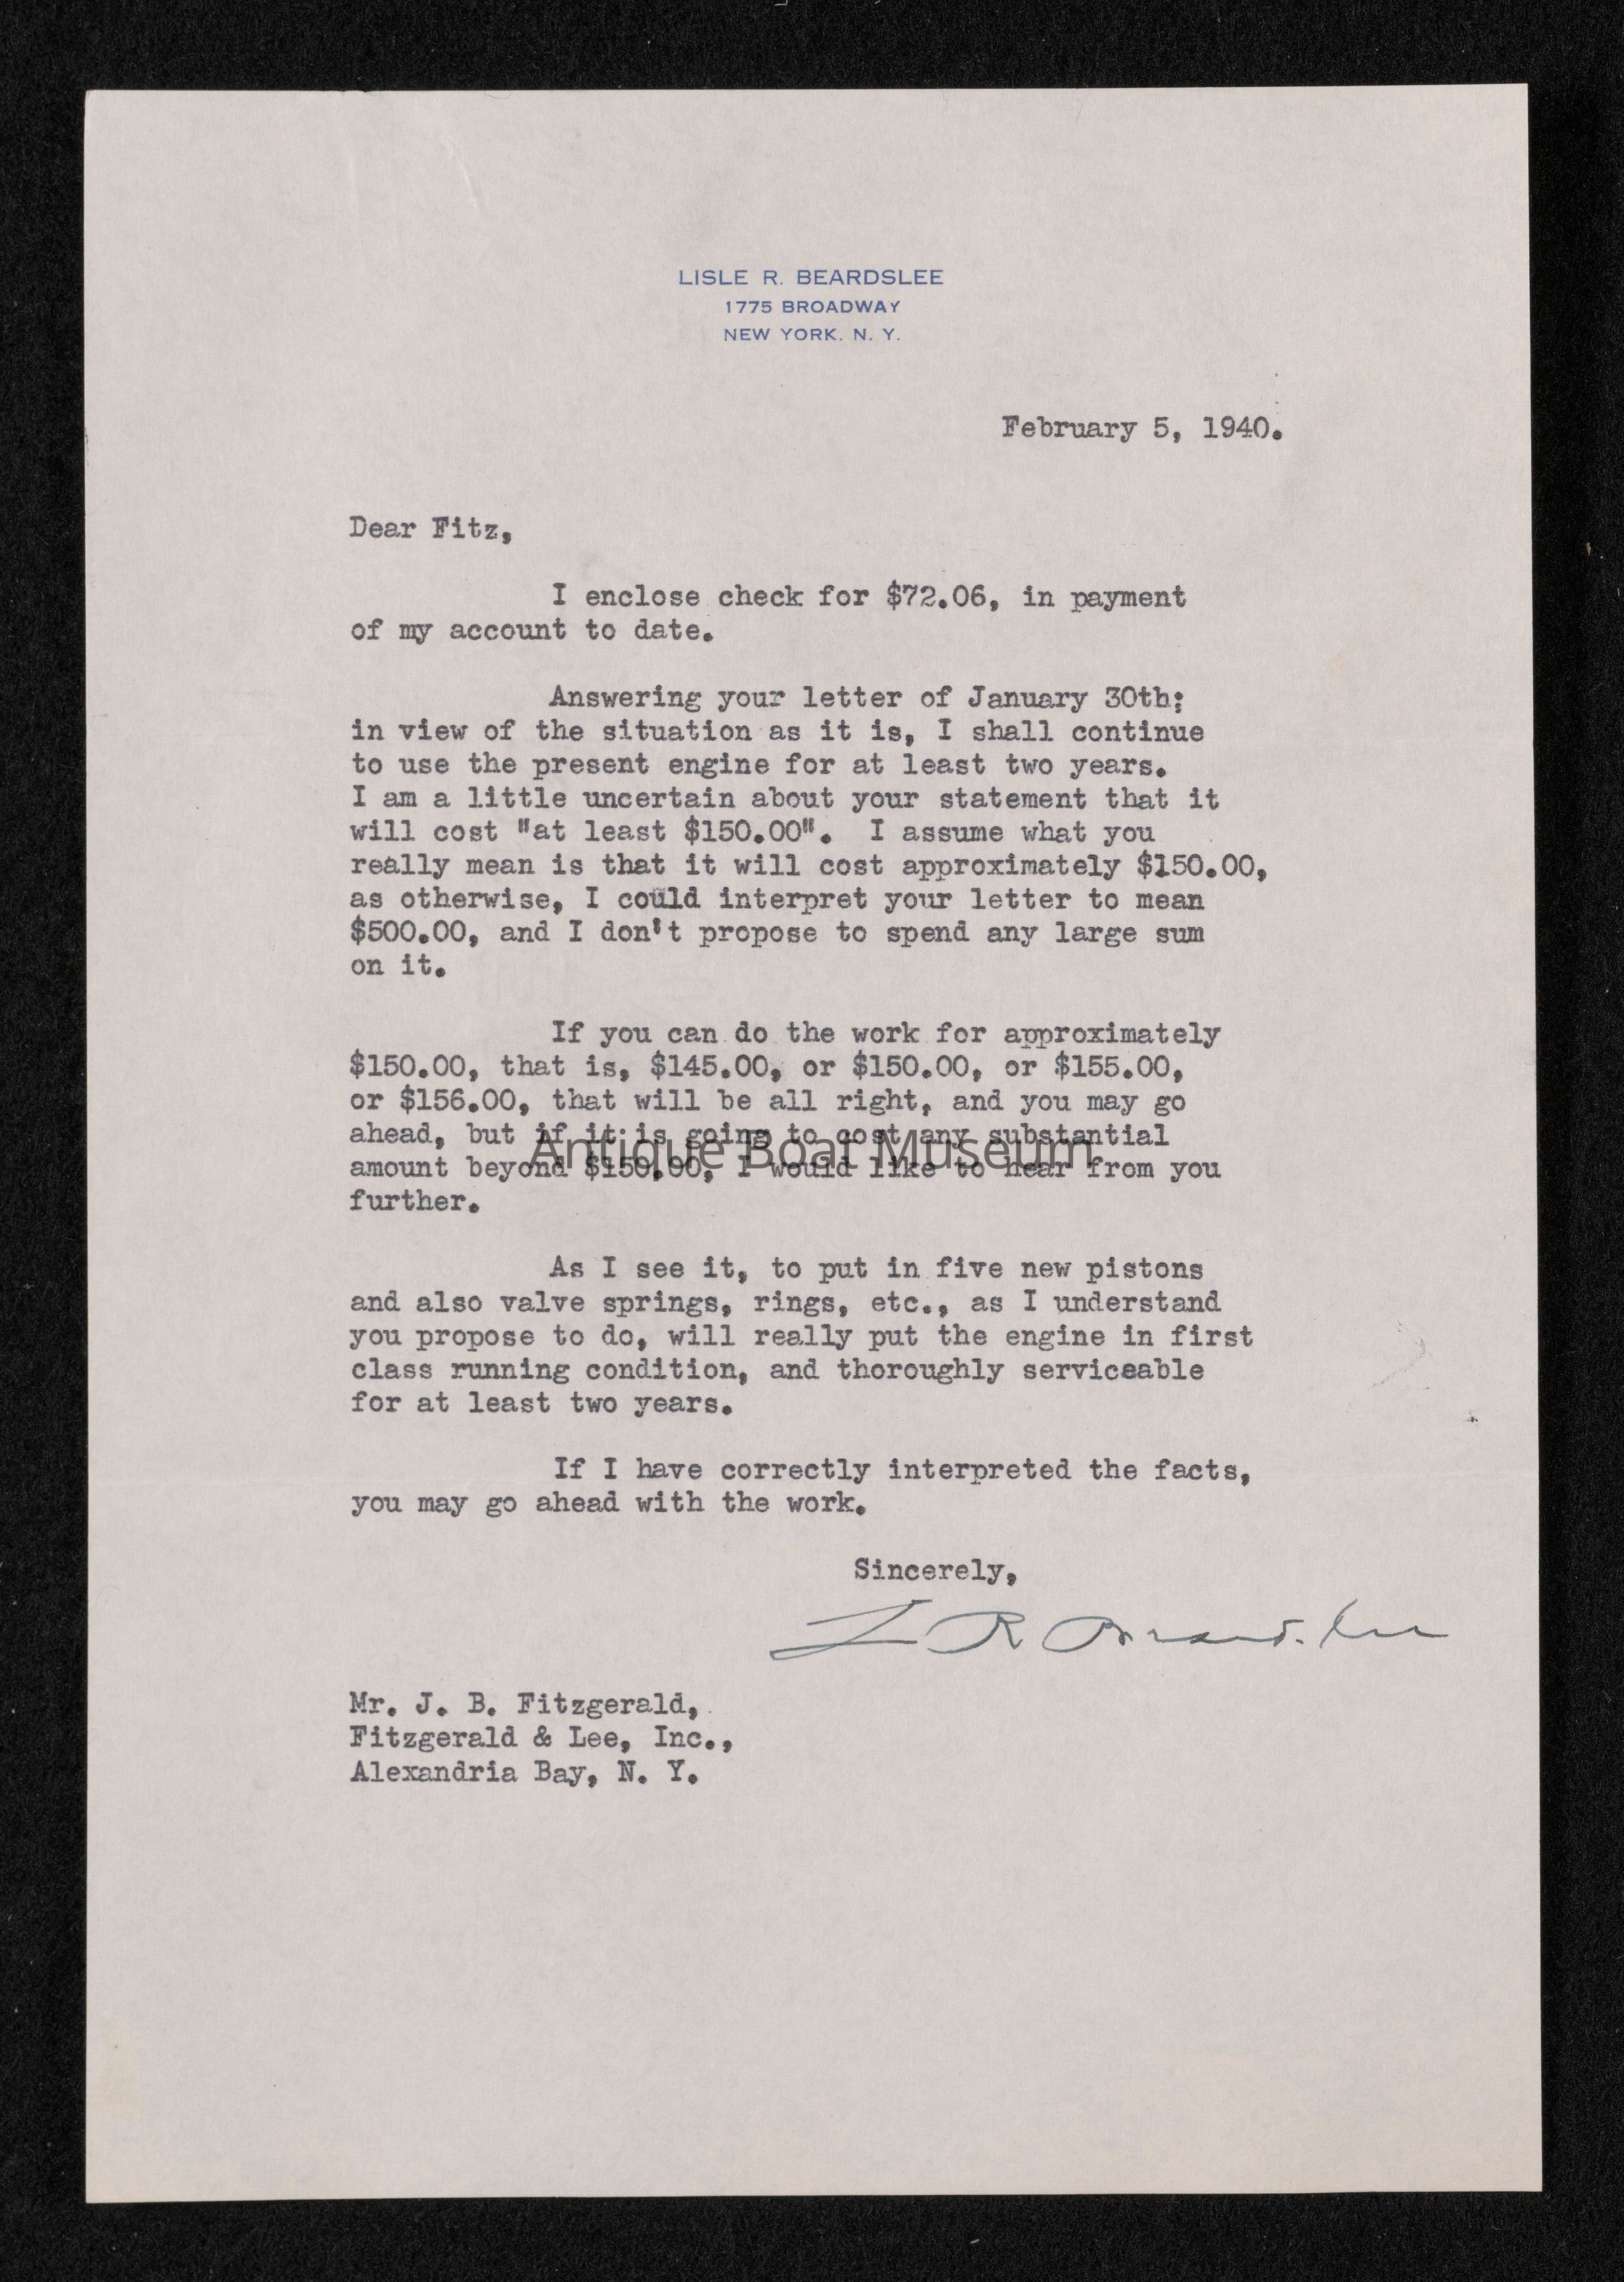 LISLE R. BEARDSLEE
1775 BROADWAY
NEW YORK. N. Y.
February 5, 1940.
Dear Fitz,
I enclose check for $72.06, in payment
of my account to date.
Answering your letter of January 30th;
in view of the situation as it is, I shall continue
to use the present engine for at least two years.
I am a little uncertain about your statement that it
will cost "at least $150.00". I assume what you
really mean is that it will cost approximately $150.00,
as otherwise, I could interpret your letter to mean
$500.00, and I don't propose to spend any large sum
on it.
If you can do the work for approximately
$150.00, that is, $145.00, or $150.00, or $155.00,
or $156.00, that will be all right, and you may go
ahead, but if it is going to cost any substantial
Antique Boat Museum
amount beyond $150.00, I would like to hear from you
further.
As I see it, to put in five new pistons
and also valve springs, rings, etc., as I understand
you propose to do, will really put the engine in first
class running condition, and thoroughly serviceable
for at least two years.
If I have correctly interpreted the facts,
you may go ahead with the work.
Sincerely,
L R Beardslee
Mr. J. B. Fitzgerald,
Fitzgerald & Lee, Inc.,
Alexandria Bay, N. Y.